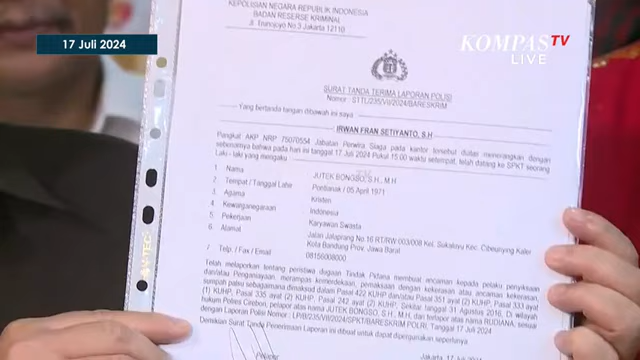 17 Juli 2024
KOMPAS TV
LIVE
KEPOLISIAN NEGARA REPUBLIK INDONESIA
BADAN RESERSE KRIMINAL
Jl. Trunojoyo No.3 Jakarta 12110
SURAT TANDA TERIMA LAPORAN POLISI
Nomor : STTL/235/VII/2024/BARESKRIM
Yang bertanda tangan dibawah ini saya
IRWAN FRAN SETIYANTO, S.H
Pangkat AKP NRP 75070554 Jabatan Perwira Siaga pada kantor tersebut diatas menerangkan dengan
sebenarnya bahwa pada hari ini tanggal 17 Juli 2024 Pukul 15.00 waktu setempat, telah datang ke SPKT seorang
Laki - laki yang mengaku
1 Nama JUTEK BONGSO, S.H., M.H
2. Tempat / Tanggal Lahir Pontianak / 05 April 1971
3. Agama Kristen
4. Kewarganegaraan Indonesia
5. Pekerjaan Karyawan Swasta
6. Alamat Jalan Jalaprang No.16 RT/RW 003/008 Kel. Sukaluyu Kec. Cibeunying Kaler
Kota Bandung Prov. Jawa Barat
7. Telp. / Fax / Email 08156008000
Telah melaporkan tentang peristiwa dugaan Tindak Pidana membujuk memberi ancaman kepada pelaku penyiksaan
dan/atau Penganiayaan, merampas kemerdekaan, pemaksaan dengan kekerasan atau ancaman kekerasan,
sumpah palsu sebagaimana dimaksud dalam Pasal 422 KUHP dan/atau Pasal 351 ayat (2) KUHP, Pasal 333 ayat
(1) KUHP, Pasal 335 ayat (2) KUHP, Pasal 242 ayat (2) KUHP. Sekitar tanggal 31 Agustus 2016, Di wilayah
hukum Polres Cirebon, pelapor atas nama JUTEK BONGSO, S.H., M.H, dan terlapor atas nama RUDIANA, sesuai
dengan Laporan Polisi Nomor : LP/B/235/VII/2024/SPKT/BARESKRIM POLRI, Tanggal 17 Juli 2024
Demikian Surat Tanda Penerimaan Laporan ini dibuat untuk dapat dipergunakan seperlunya
Pelapor Jakarta, 17 Juli
V-TEC